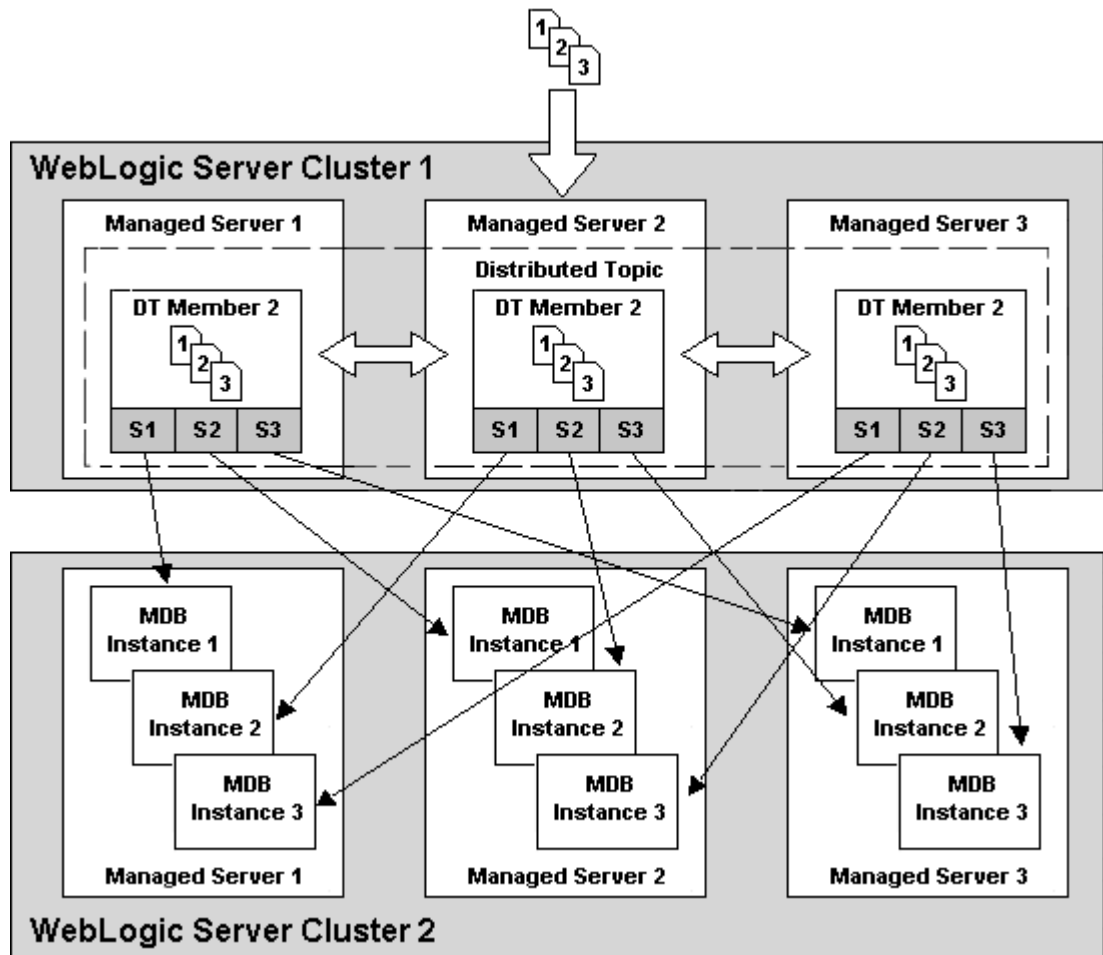 1
2
3
WebLogic Server Cluster 1
Managed Server 1
Managed Server 2
Managed Server 3
Distributed Topic
DT Member 2
DT Member 2
DT Member 2
1
2
3
1
2
3
1
2
3
S1 S2 S3
S1 S2 S3
S1 S2 S3
MDB
Instance 1
MDB
Instance 2
MDB
Instance 3
Managed Server 1
MDB
Instance 1
MDB
Instance 2
MDB
Instance 3
Managed Server 2
MDB
Instance 1
MDB
Instance 2
MDB
Instance 3
Managed Server 3
WebLogic Server Cluster 2